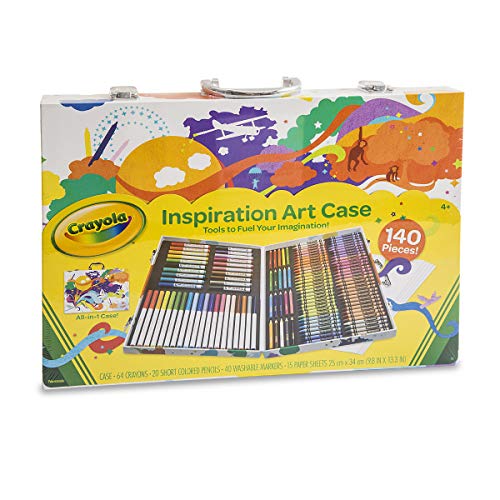 Crayola
Inspiration Art Case
Tools to Fuel Your Imagination!
4+
140
Pieces!
All-in-1 Case!
CASE • 64 CRAYONS • 20 SHORT COLORED PENCILS • 40 WASHABLE MARKERS • 15 PAPER SHEETS 25 cm x 34 cm (9.8 IN X 13.3 IN)